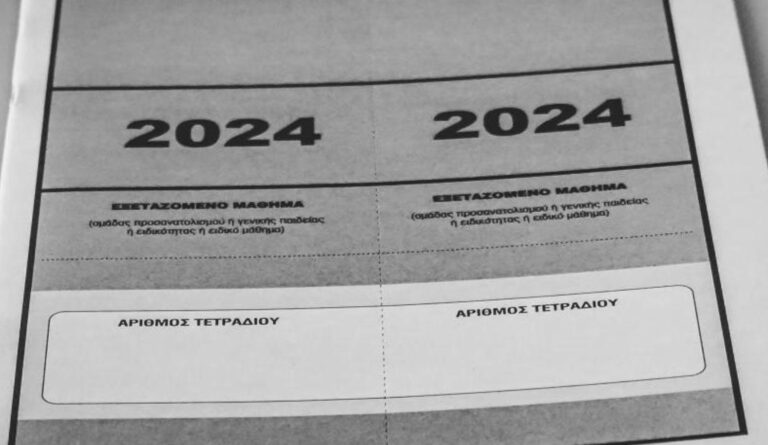 2024
ΕΞΕΤΑΖΟΜΕΝΟ ΜΑΘΗΜΑ
(ομάδας προσανατολισμού ή γενικής παιδείας
ή ειδικότητας ή ειδικό μάθημα)
ΑΡΙΘΜΟΣ ΤΕΤΡΑΔΙΟΥ
2024
ΕΞΕΤΑΖΟΜΕΝΟ ΜΑΘΗΜΑ
(ομάδας προσανατολισμού ή γενικής παιδείας
ή ειδικότητας ή ειδικό μάθημα)
ΑΡΙΘΜΟΣ ΤΕΤΡΑΔΙΟΥ